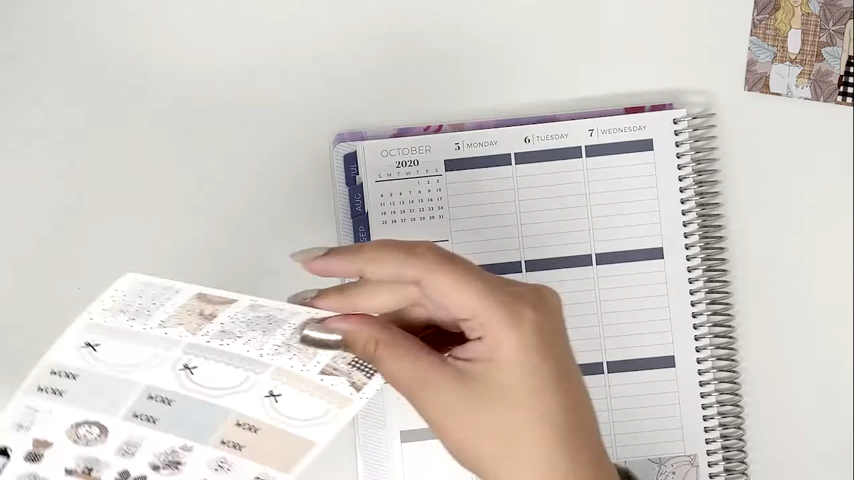 OCTOBER
2020
S M T W T F S
1 2 3
4 5 6 7 8 9 10
11 12 13 14 15 16 17
18 19 20 21 22 23 24
25 26 27 28 29 30 31
5 | MONDAY
6 | TUESDAY
7 | WEDNESDAY
JUL
AUG
SEP
WORK
WORK
WORK
WORK
WORK
WORK